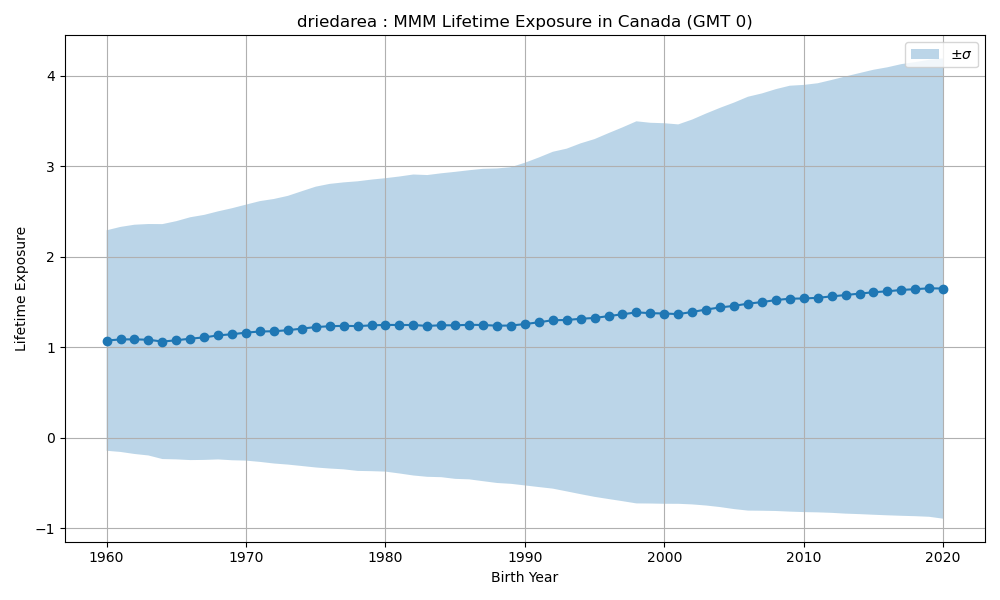 driedarea : MMM Lifetime Exposure in Canada (GMT 0)
±σ
Lifetime Exposure
4
3
2
1
0
−1
1960 1970 1980 1990 2000 2010 2020
Birth Year